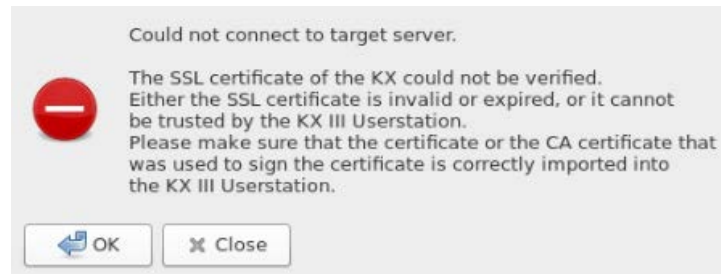 Could not connect to target server.
The SSL certificate of the KX could not be verified.
Either the SSL certificate is invalid or expired, or it cannot
be trusted by the KX III Userstation.
Please make sure that the certificate or the CA certificate that
was used to sign the certificate is correctly imported into
the KX III Userstation.
OK
Close